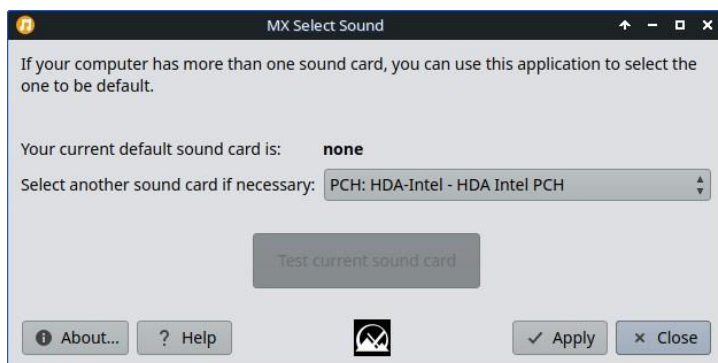 MX Select Sound
If your computer has more than one sound card, you can use this application to select the
one to be default.
Your current default sound card is: none
Select another sound card if necessary: PCH: HDA-Intel - HDA Intel PCH
Test current sound card
About... ? Help Apply Close